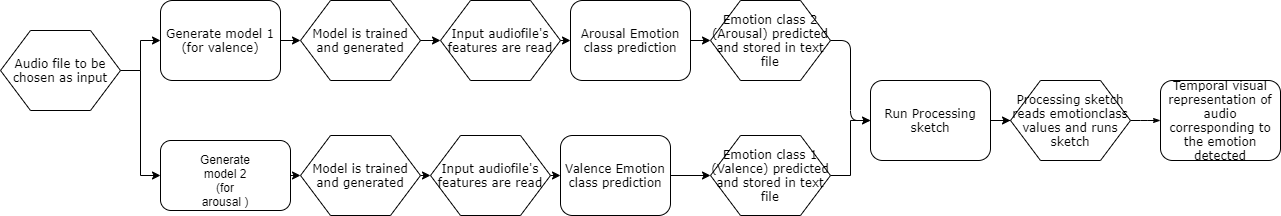 Audio file to be
chosen as input
Generate model 1
(for valence)
Model is trained
and generated
Input audiofile's
features are read
Arousal Emotion
class prediction
Emotion class 2
(Arousal) predicted
and stored in text
file
Generate
model 2
(for
arousal )
Model is trained
and generated
Input audiofile's
features are read
Valence Emotion
class prediction
Emotion class 1
(Valence) predicted
and stored in text
file
Run Processing
sketch
Processing sketch
reads emotionclass
values and runs
sketch
Temporal visual
representation of
audio
corresponding to
the emotion
detected